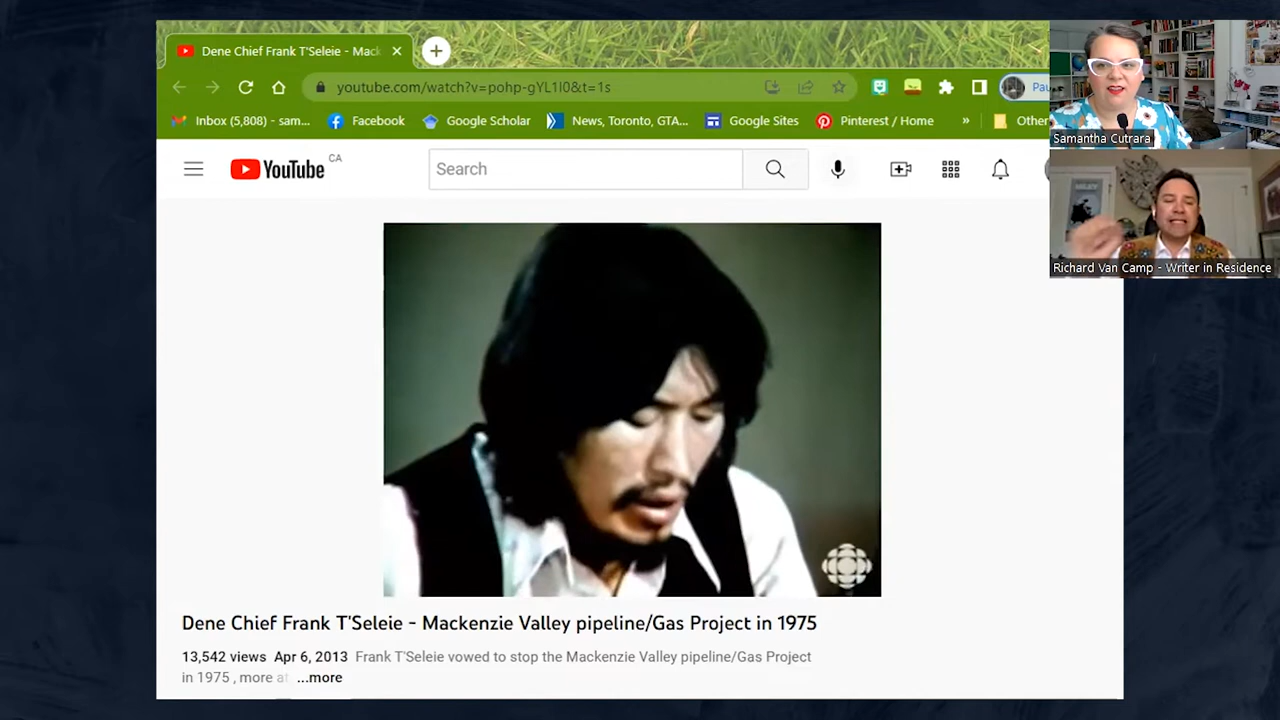 Dene Chief Frank T'Seleie - Mack
youtube.com/watch?v=pohp-gYL1I0&t=1s
Pau
Inbox (5,808) - sam...
Facebook
Google Scholar
News, Toronto, GTA...
Google Sites
Pinterest / Home
»
Other
YouTube CA
Search
Samantha Cutrara
Richard Van Camp - Writer in Residence
Dene Chief Frank T'Seleie - Mackenzie Valley pipeline/Gas Project in 1975
13,542 views Apr 6, 2013 Frank T'Seleie vowed to stop the Mackenzie Valley pipeline/Gas Project
in 1975 , more at ...more